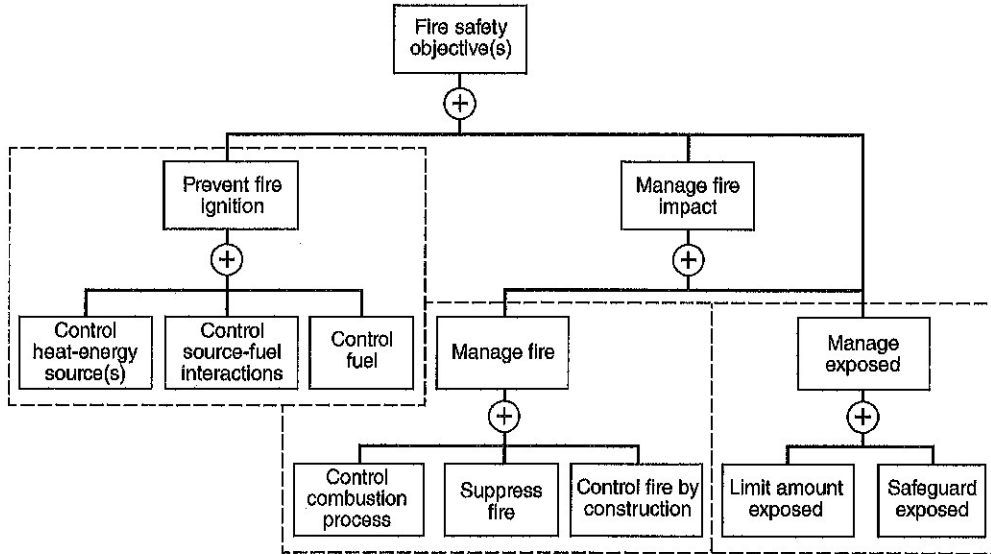 Fire safety
objective(s)
+
Prevent fire
ignition
Manage fire
impact
+
+
Control
heat-energy
source(s)
Control
source-fuel
interactions
Control
fuel
Manage fire
Manage
exposed
+
+
Control
combustion
process
Suppress
fire
Control fire by
construction
Limit amount
exposed
Safeguard
exposed